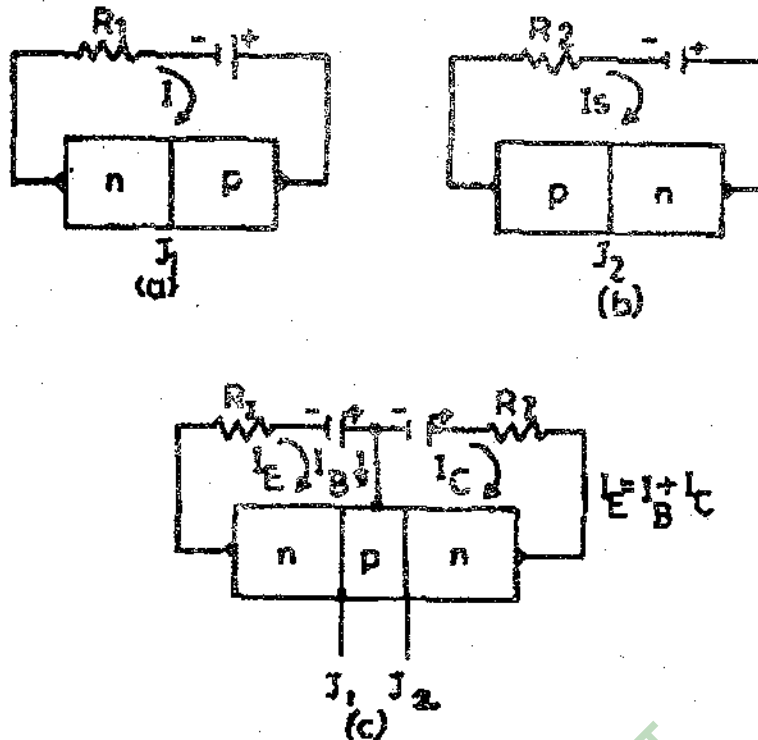 R1
- +
I
n p
J1
(a)
R2
- +
Is
p n
J2
(b)
R1 - + - + R2
IE IB IC
IE = IB + IC
n p n
J1 J2
(c)